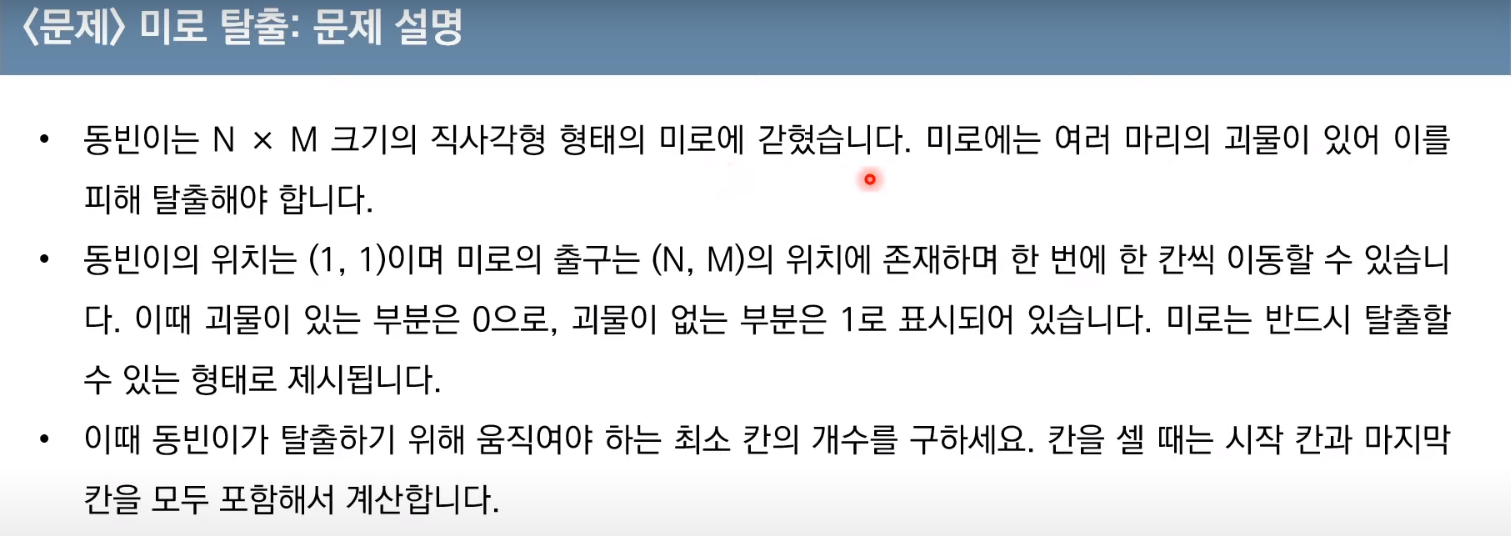 <문제> 미로 탈출: 문제 설명
• 동빈이는 N × M 크기의 직사각형 형태의 미로에 갇혔습니다. 미로에는 여러 마리의 괴물이 있어 이를
피해 탈출해야 합니다.
• 동빈이의 위치는 (1, 1)이며 미로의 출구는 (N, M)의 위치에 존재하며 한 번에 한 칸씩 이동할 수 있습니
다. 이때 괴물이 있는 부분은 0으로, 괴물이 없는 부분은 1로 표시되어 있습니다. 미로는 반드시 탈출할
수 있는 형태로 제시됩니다.
• 이때 동빈이가 탈출하기 위해 움직여야 하는 최소 칸의 개수를 구하세요. 칸을 셀 때는 시작 칸과 마지막
칸을 모두 포함해서 계산합니다.